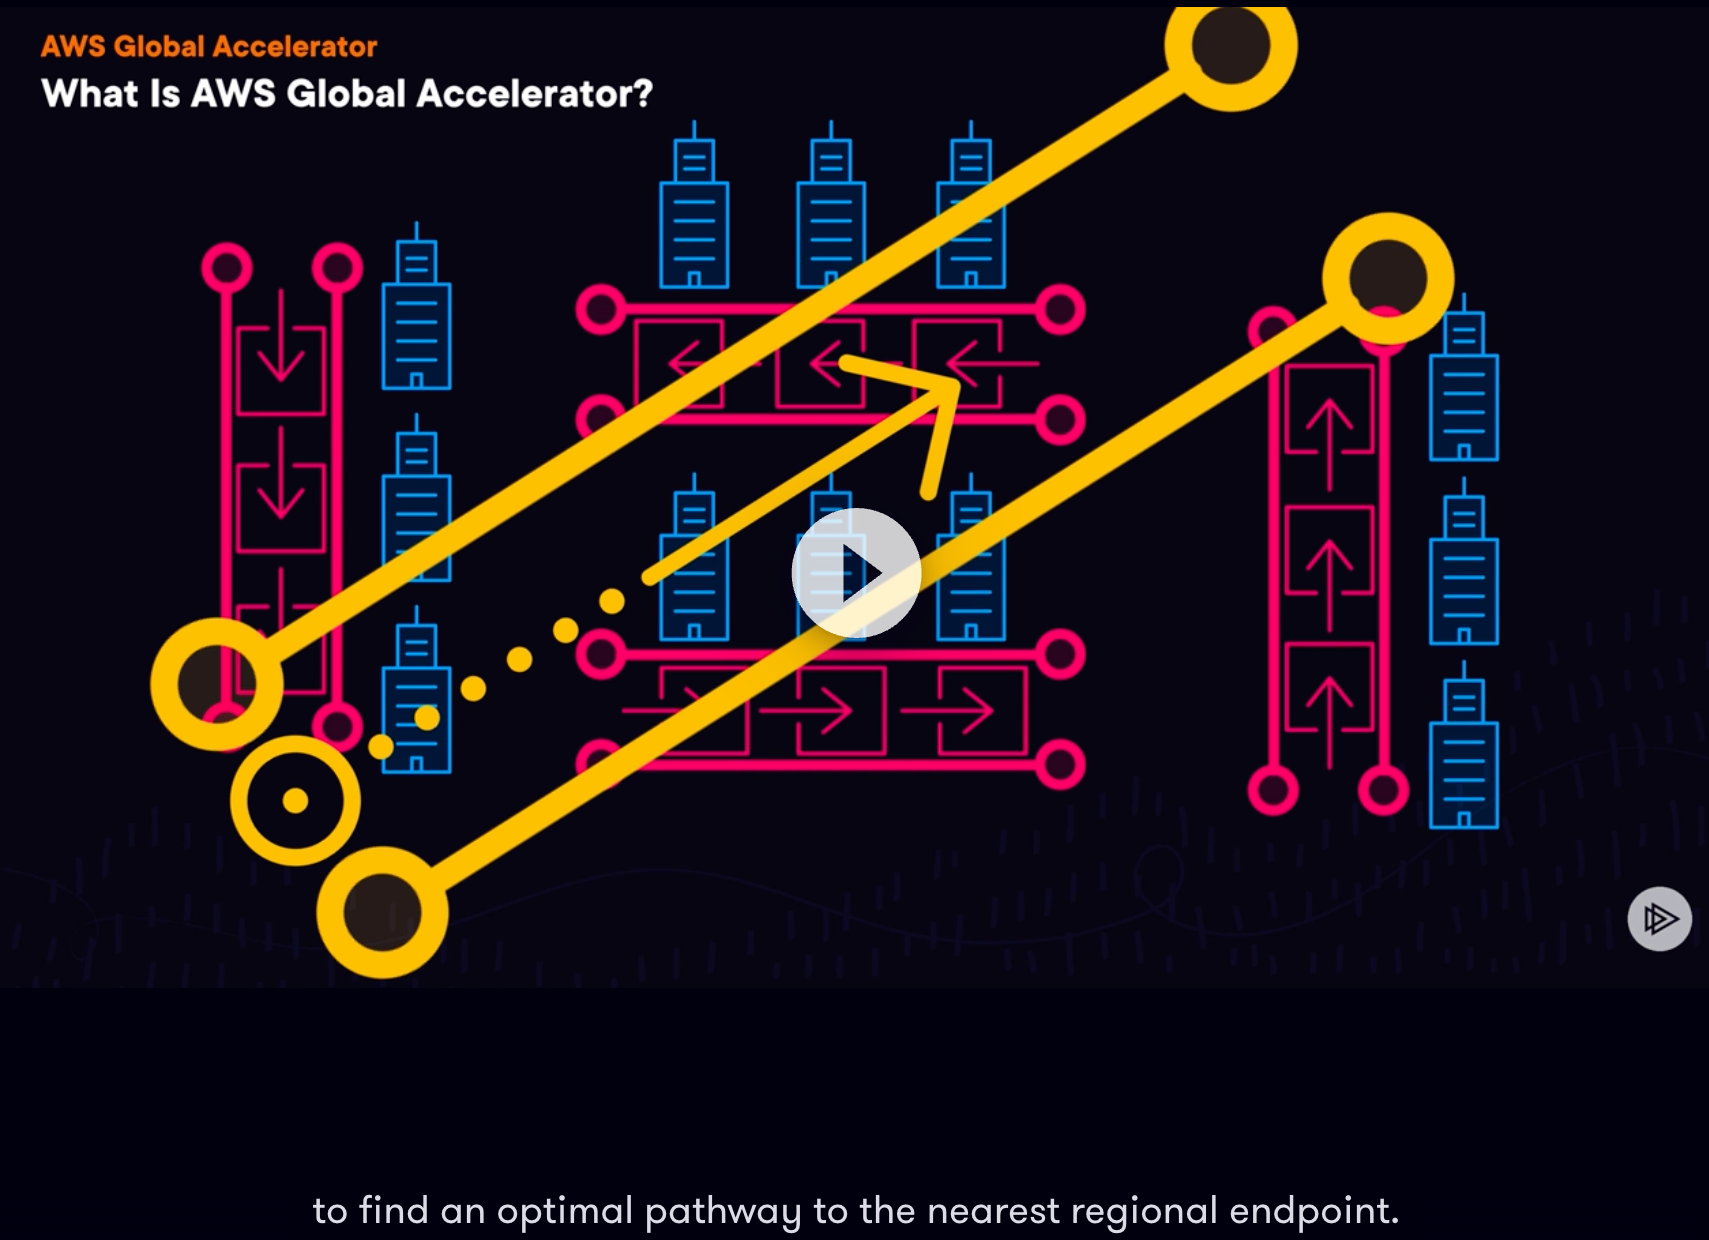 AWS Global Accelerator
What Is AWS Global Accelerator?
to find an optimal pathway to the nearest regional endpoint.